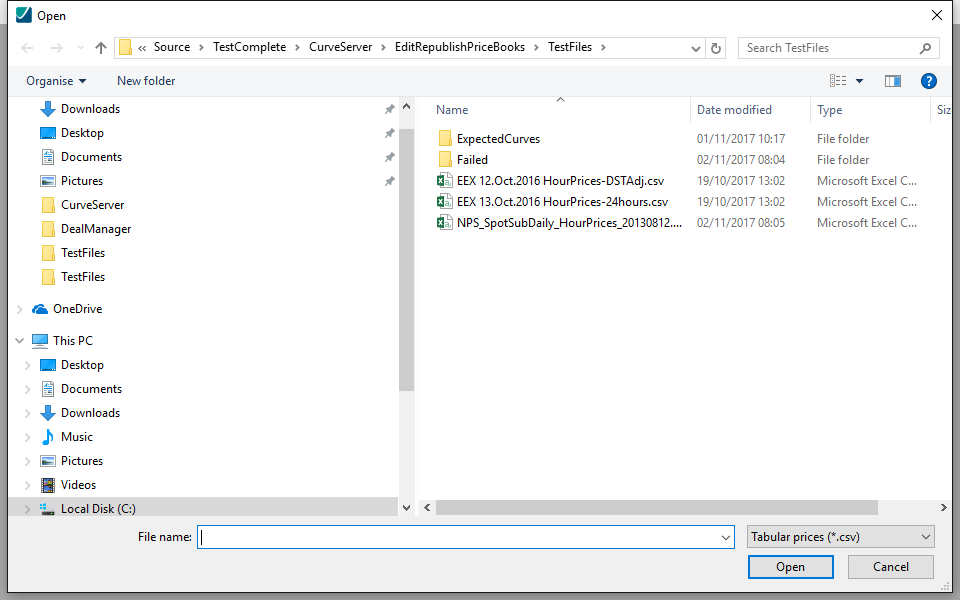 Open
« Source > TestComplete > CurveServer > EditRepublishPriceBooks > TestFiles >
Search TestFiles
Organise
New folder
Downloads
Desktop
Documents
Pictures
CurveServer
DealManager
TestFiles
TestFiles
OneDrive
This PC
Desktop
Documents
Downloads
Music
Pictures
Videos
Local Disk (C:)
Name Date modified Type Siz
ExpectedCurves 01/11/2017 10:17 File folder
Failed 02/11/2017 08:04 File folder
EEX 12.Oct.2016 HourPrices-DSTAdj.csv 19/10/2017 13:02 Microsoft Excel C...
EEX 13.Oct.2016 HourPrices-24hours.csv 19/10/2017 13:02 Microsoft Excel C...
NPS_SpotSubDaily_HourPrices_20130812.... 02/11/2017 08:05 Microsoft Excel C...
File name:
Tabular prices (*.csv)
Open
Cancel